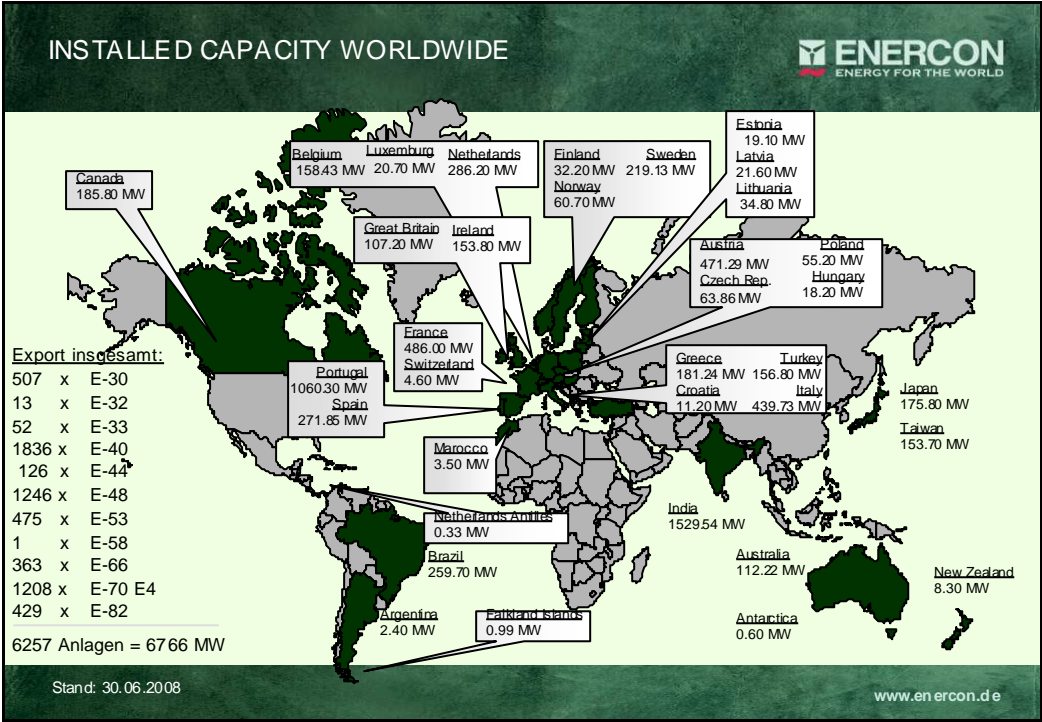 INSTALLED CAPACITY WORLDWIDE
ENERCON
ENERGY FOR THE WORLD
Canada
185.80 MW
Belgium
158.43 MW
Luxemburg
20.70 MW
Netherlands
286.20 MW
Finland
32.20 MW
Sweden
219.13 MW
Norway
60.70 MW
Estonia
19.10 MW
Latvia
21.60 MW
Lithuania
34.80 MW
Great Britain
107.20 MW
Ireland
153.80 MW
Austria
471.29 MW
Poland
55.20 MW
Czech Rep.
63.86 MW
Hungary
18.20 MW
France
486.00 MW
Switzerland
4.60 MW
Portugal
1060.30 MW
Spain
271.85 MW
Greece
181.24 MW
Turkey
156.80 MW
Croatia
11.20 MW
Italy
439.73 MW
Japan
175.80 MW
Taiwan
153.70 MW
Marocco
3.50 MW
Netherlands Antilles
0.33 MW
India
1529.54 MW
Brazil
259.70 MW
Australia
112.22 MW
New Zealand
8.30 MW
Argentina
2.40 MW
Falkland Islands
0.99 MW
Antarctica
0.60 MW
Export insgesamt:
507 x E-30
13 x E-32
52 x E-33
1836 x E-40
126 x E-44
1246 x E-48
475 x E-53
1 x E-58
363 x E-66
1208 x E-70 E4
429 x E-82
6257 Anlagen = 6766 MW
Stand: 30.06.2008
www.enercon.de